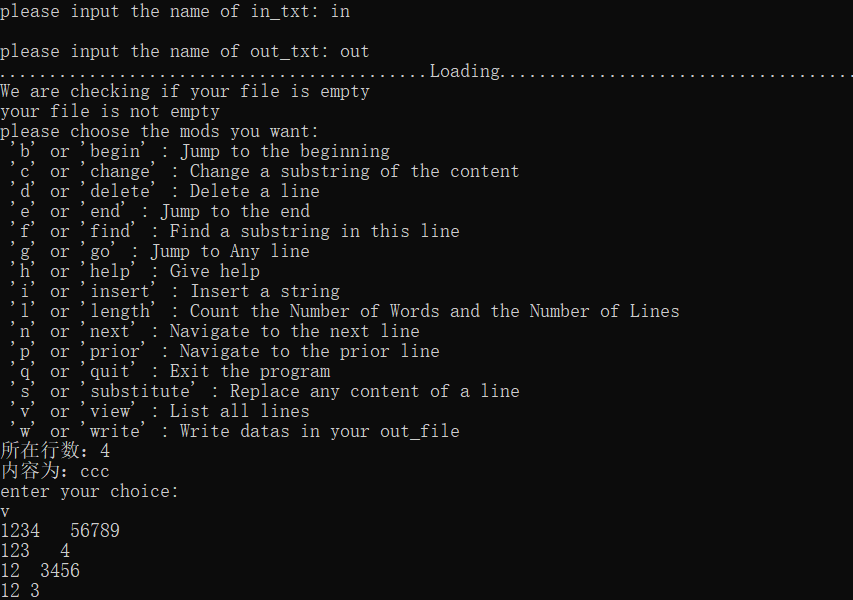 please input the name of in_txt: in
please input the name of out_txt: out
...........................................Loading...................................
We are checking if your file is empty
your file is not empty
please choose the mods you want:
 'b' or 'begin' : Jump to the beginning
 'c' or 'change' : Change a substring of the content
 'd' or 'delete' : Delete a line
 'e' or 'end' : Jump to the end
 'f' or 'find' : Find a substring in this line
 'g' or 'go' : Jump to Any line
 'h' or 'help' : Give help
 'i' or 'insert' : Insert a string
 'l' or 'length' : Count the Number of Words and the Number of Lines
 'n' or 'next' : Navigate to the next line
 'p' or 'prior' : Navigate to the prior line
 'q' or 'quit' : Exit the program
 's' or 'substitute' : Replace any content of a line
 'v' or 'view' : List all lines
 'w' or 'write' : Write datas in your out_file
所在行数：4
内容为：ccc
enter your choice:
v
1234   56789
123   4
12  3456
12 3